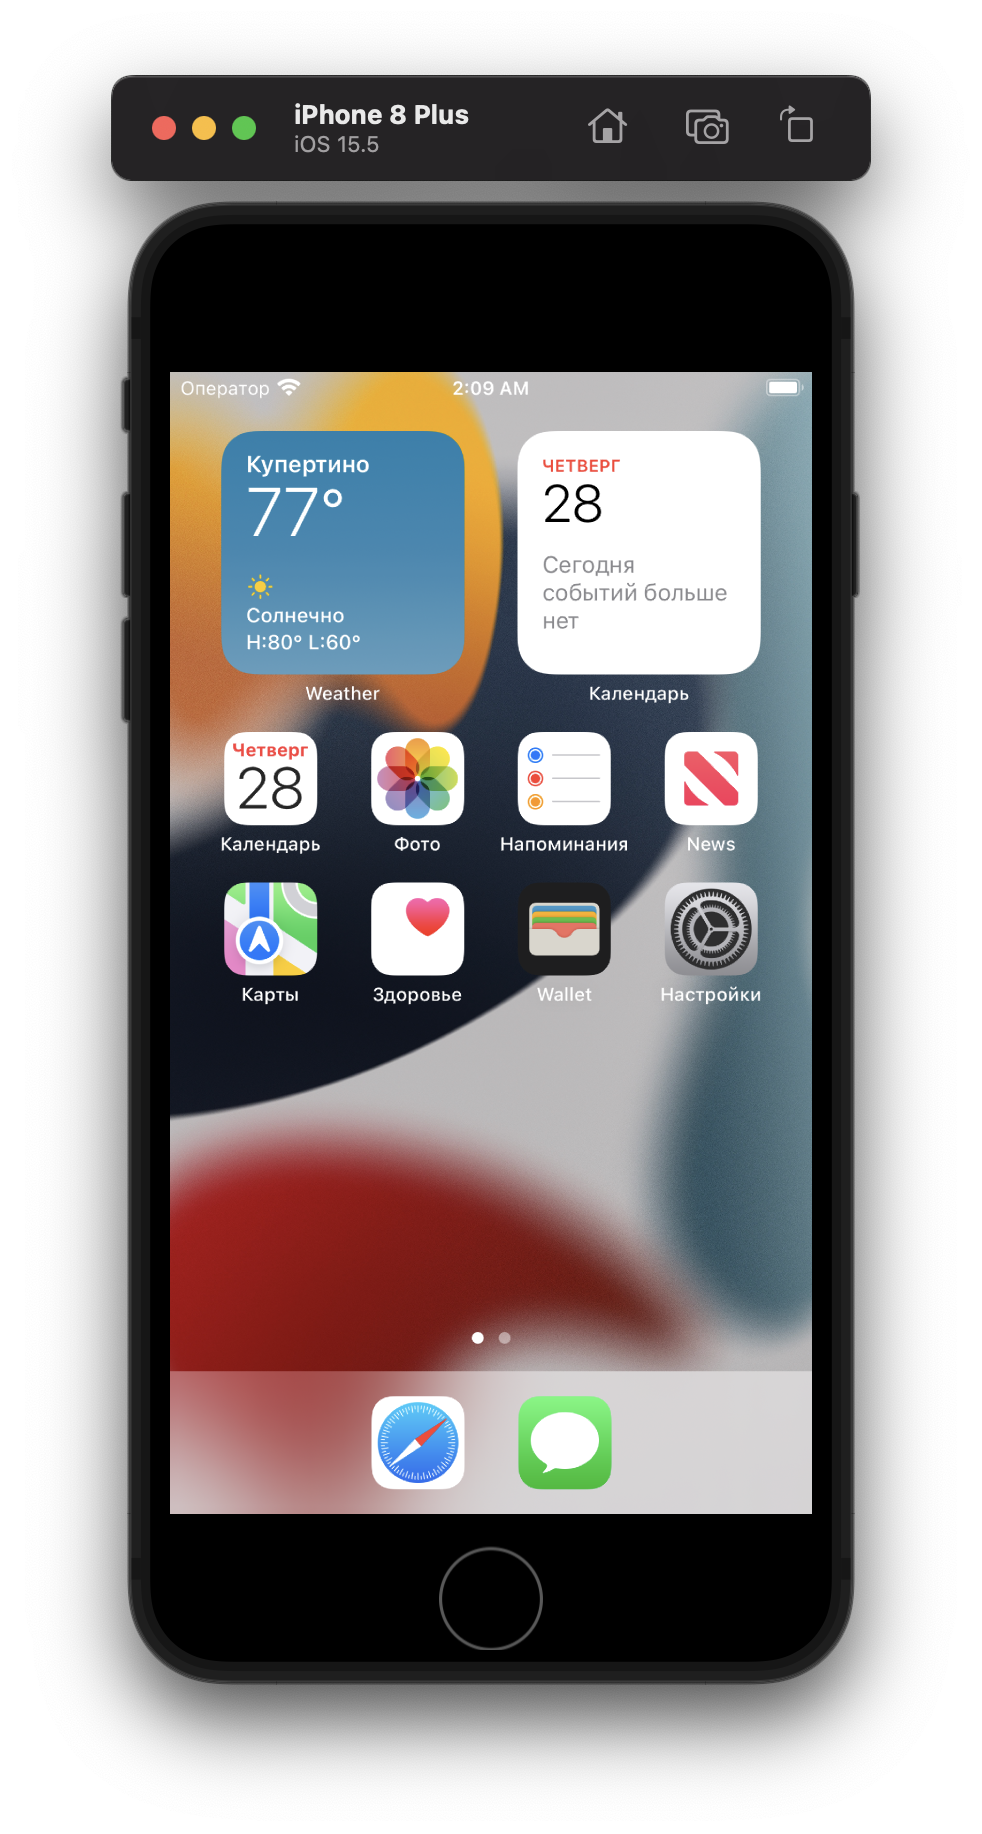 iPhone 8 Plus
iOS 15.5
Оператор 2:09 AM
Купертино
77°
Солнечно
H:80° L:60°
Weather
ЧЕТВЕРГ
28
Сегодня
событий больше
нет
Календарь
Четверг
28
Календарь
Фото
Напоминания
News
Карты
Здоровье
Wallet
Настройки